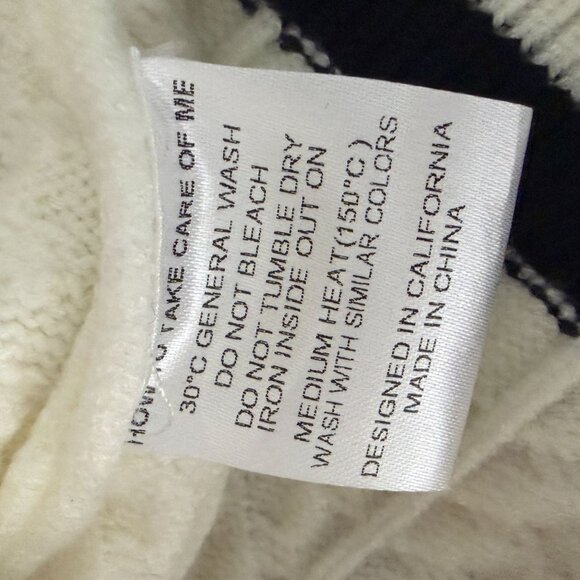 HOW TO TAKE CARE OF ME
30°C GENERAL WASH
DO NOT BLEACH
DO NOT TUMBLE DRY
IRON INSIDE OUT ON
MEDIUM HEAT(150°C)
WASH WITH SIMILAR COLORS
DESIGNED IN CALIFORNIA
MADE IN CHINA